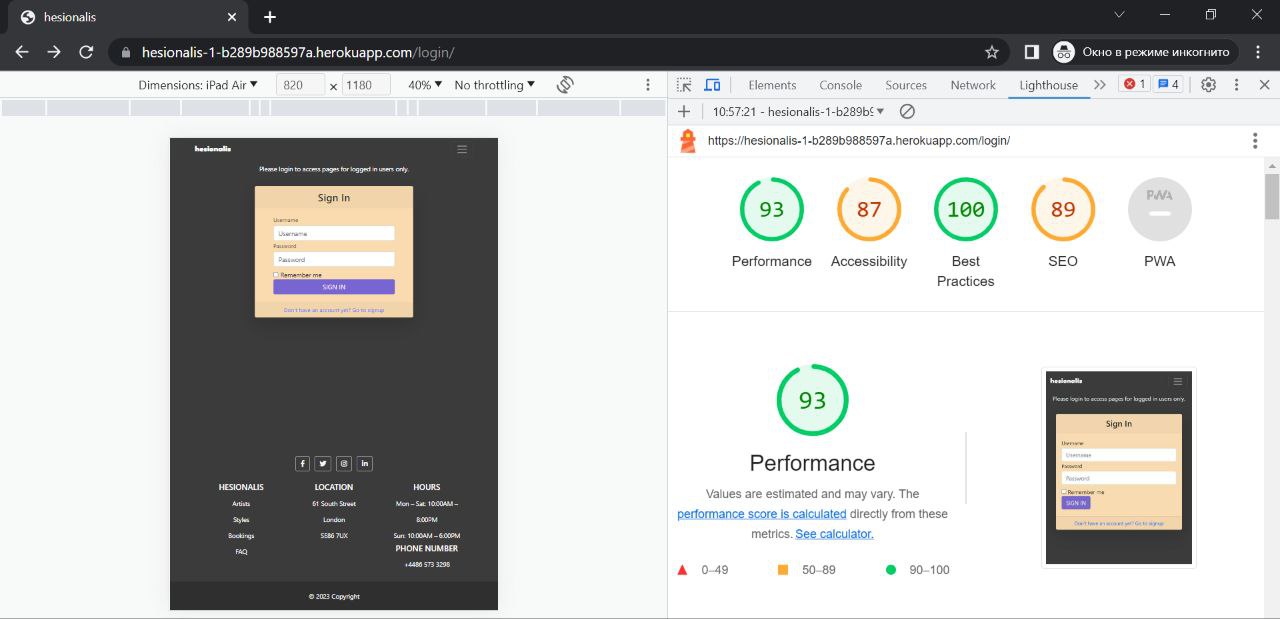 hesionalis
hesionalis-1-b289b988597a.herokuapp.com/login/
Окно в режиме инкогнито
Dimensions: iPad Air 820 x 1180 40% No throttling
Elements Console Sources Network Lighthouse 1 4
10:57:21 - hesionalis-1-b289b
https://hesionalis-1-b289b988597a.herokuapp.com/login/
hesionalis
Please login to access pages for logged in users only.
Sign In
Username
Username
Password
Password
Remember me
SIGN IN
Don't have an account yet? Go to signup
HESIONALIS
Artists
Styles
Bookings
FAQ
LOCATION
61 South Street
London
SE86 7UX
HOURS
Mon – Sat: 10:00AM –
8:00PM
Sun: 10:00AM – 6:00PM
PHONE NUMBER
+4486 573 3298
© 2023 Copyright
93 87 100 89 PWA
Performance Accessibility Best Practices SEO PWA
93
Performance
Values are estimated and may vary. The
performance score is calculated directly from these
metrics. See calculator.
0–49 50–89 90–100
hesionalis
Please login to access pages for logged in users only.
Sign In
Username
Username
Password
Password
Remember me
SIGN IN
Don't have an account yet? Go to signup